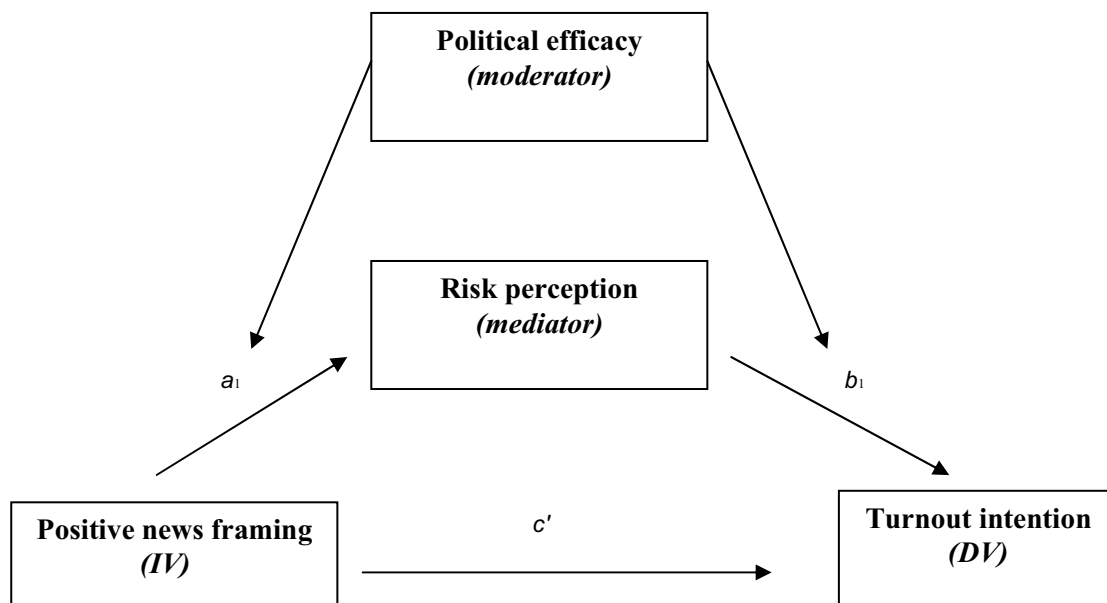 Political efficacy
(moderator)
Risk perception
(mediator)
a1
b1
Positive news framing
(IV)
c'
Turnout intention
(DV)